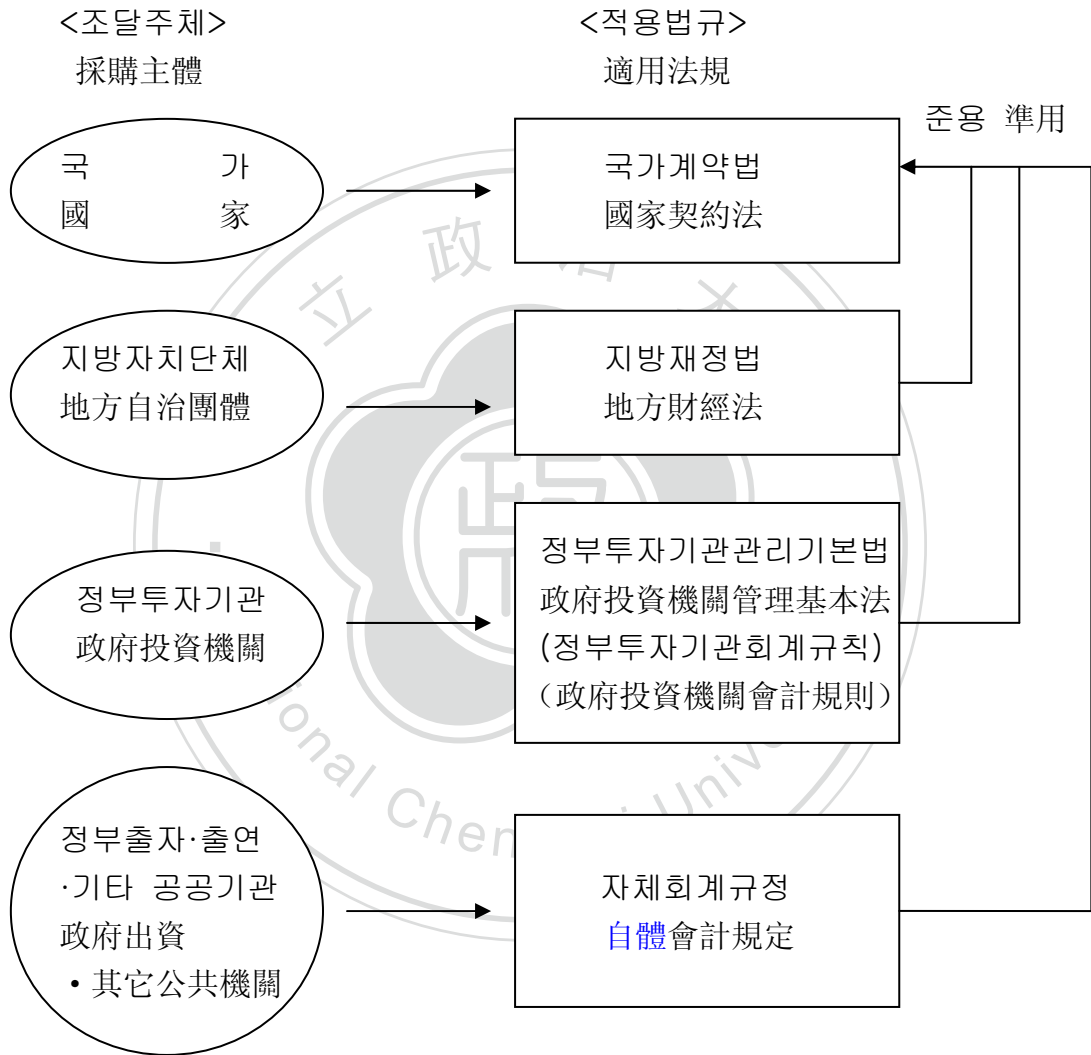 <조달주체> <적용법규>
採購主體 適用法規
준용 準用
국 가
國 家
국가계약법
國家契約法
지방자치단체
地方自治團體
지방재정법
地方財經法
정부투자기관
政府投資機關
정부투자기관관리기본법
政府投資機關管理基本法
(정부투자기관회계규칙)
（政府投資機關會計規則）
정부출자·출연
·기타 공공기관
政府出資
·其它公共機關
자체회계규정
自體會計規定
立 政
Chen